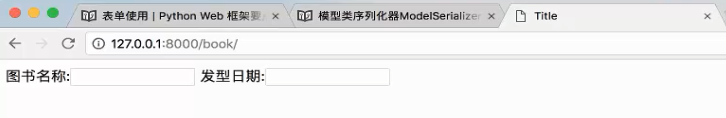 表单使用 | Python Web 框架要
模型类序列化器ModelSerializer
Title
127.0.0.1:8000/book/
图书名称: 发型日期: